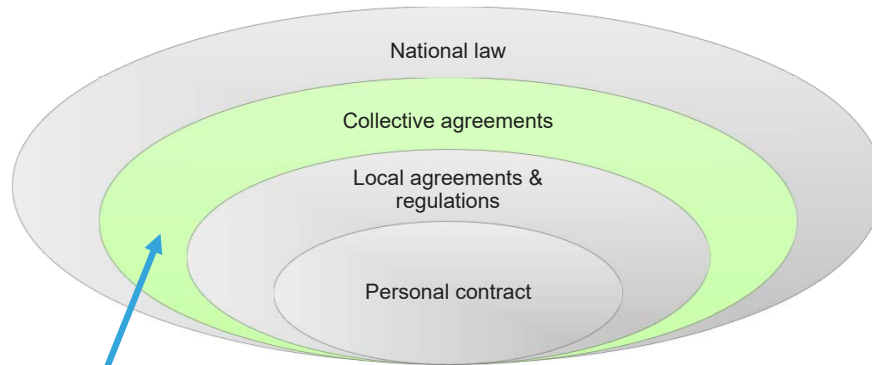 National law
Collective agreements
Local agreements &
regulations
Personal contract